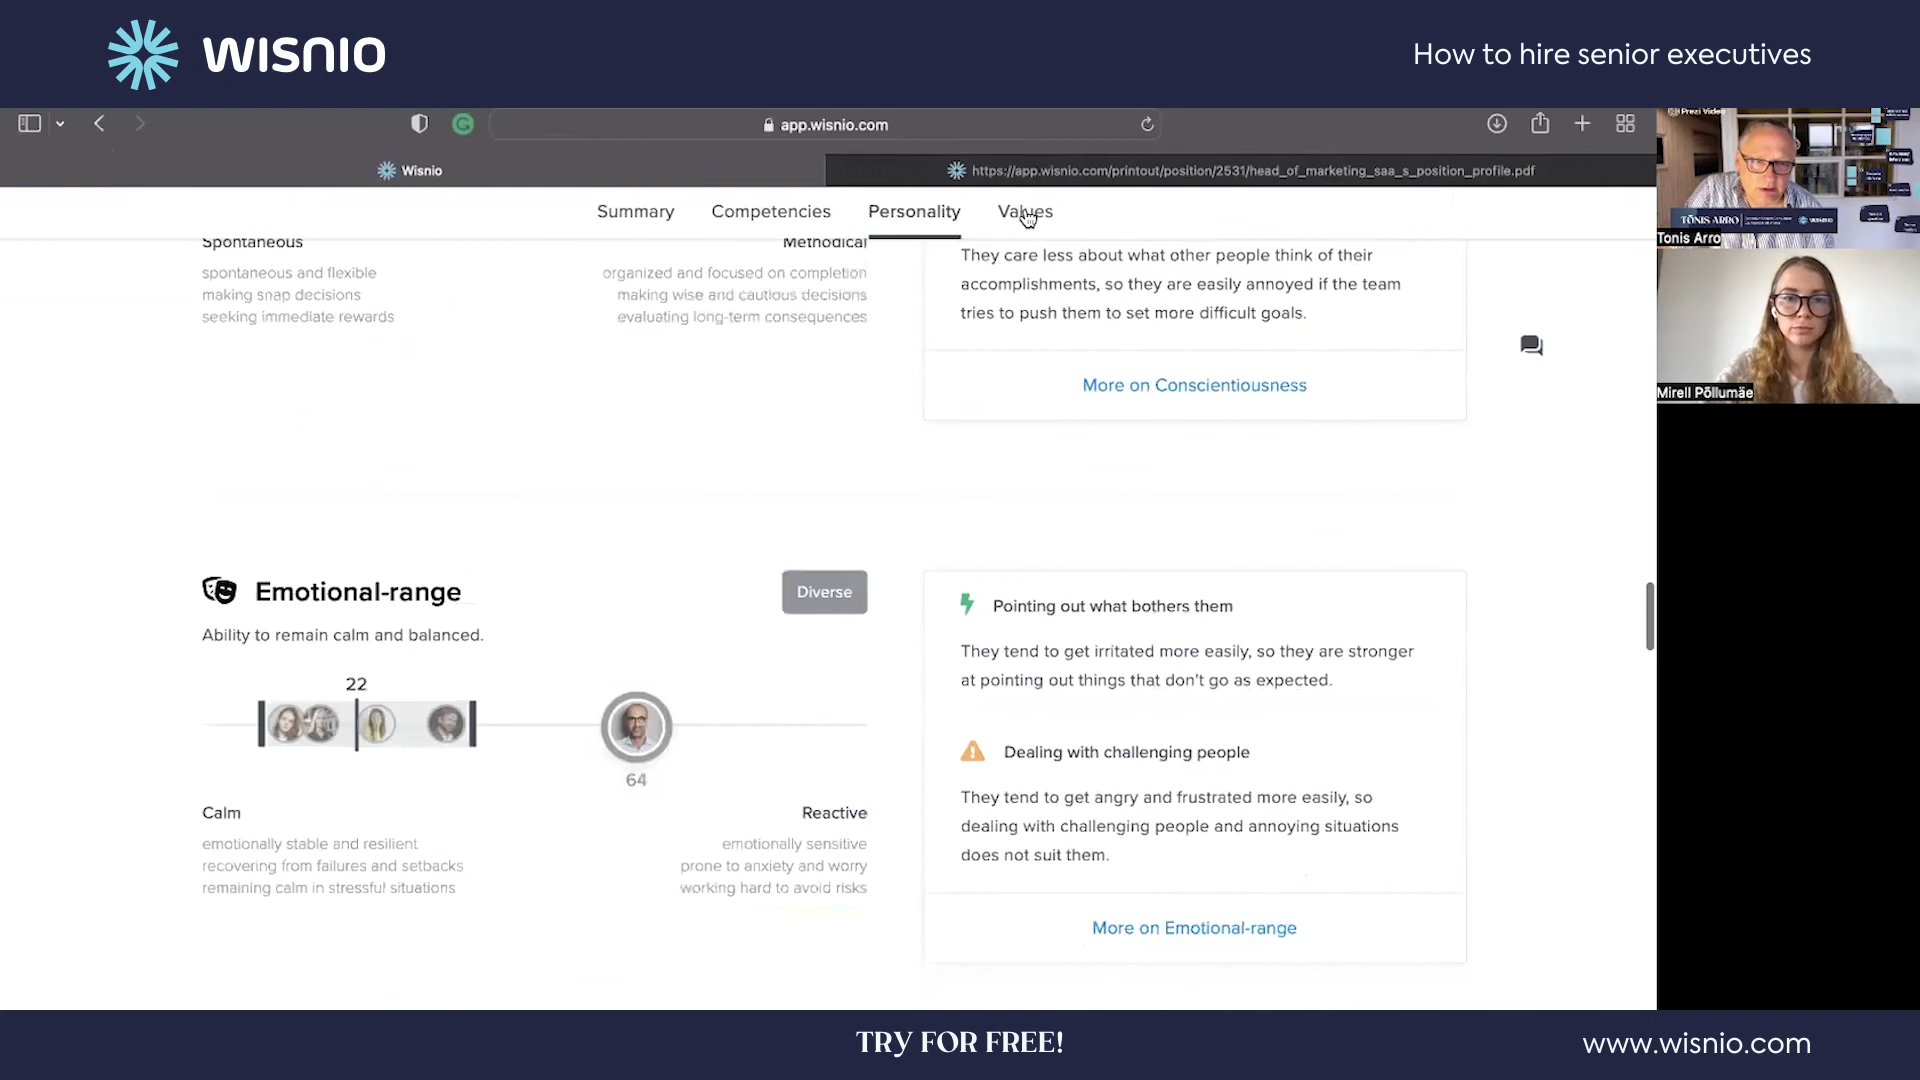 WISNIO
How to hire senior executives
app.wisnio.com
Wisnio
https://app.wisnio.com/printout/position/2531/head_of_marketing_saa_s_position_profile.pdf
Prezi Video
TÕNIS ARRO
WISNIO
Tonis Arro
Mirell Põllumäe
Summary
Competencies
Personality
Values
Spontaneous
Methodical
spontaneous and flexible
making snap decisions
seeking immediate rewards
organized and focused on completion
making wise and cautious decisions
evaluating long-term consequences
They care less about what other people think of their
accomplishments, so they are easily annoyed if the team
tries to push them to set more difficult goals.
More on Conscientiousness
Emotional-range
Diverse
Ability to remain calm and balanced.
22
64
Calm
Reactive
emotionally stable and resilient
recovering from failures and setbacks
remaining calm in stressful situations
emotionally sensitive
prone to anxiety and worry
working hard to avoid risks
Pointing out what bothers them
They tend to get irritated more easily, so they are stronger
at pointing out things that don't go as expected.
Dealing with challenging people
They tend to get angry and frustrated more easily, so
dealing with challenging people and annoying situations
does not suit them.
More on Emotional-range
TRY FOR FREE!
www.wisnio.com